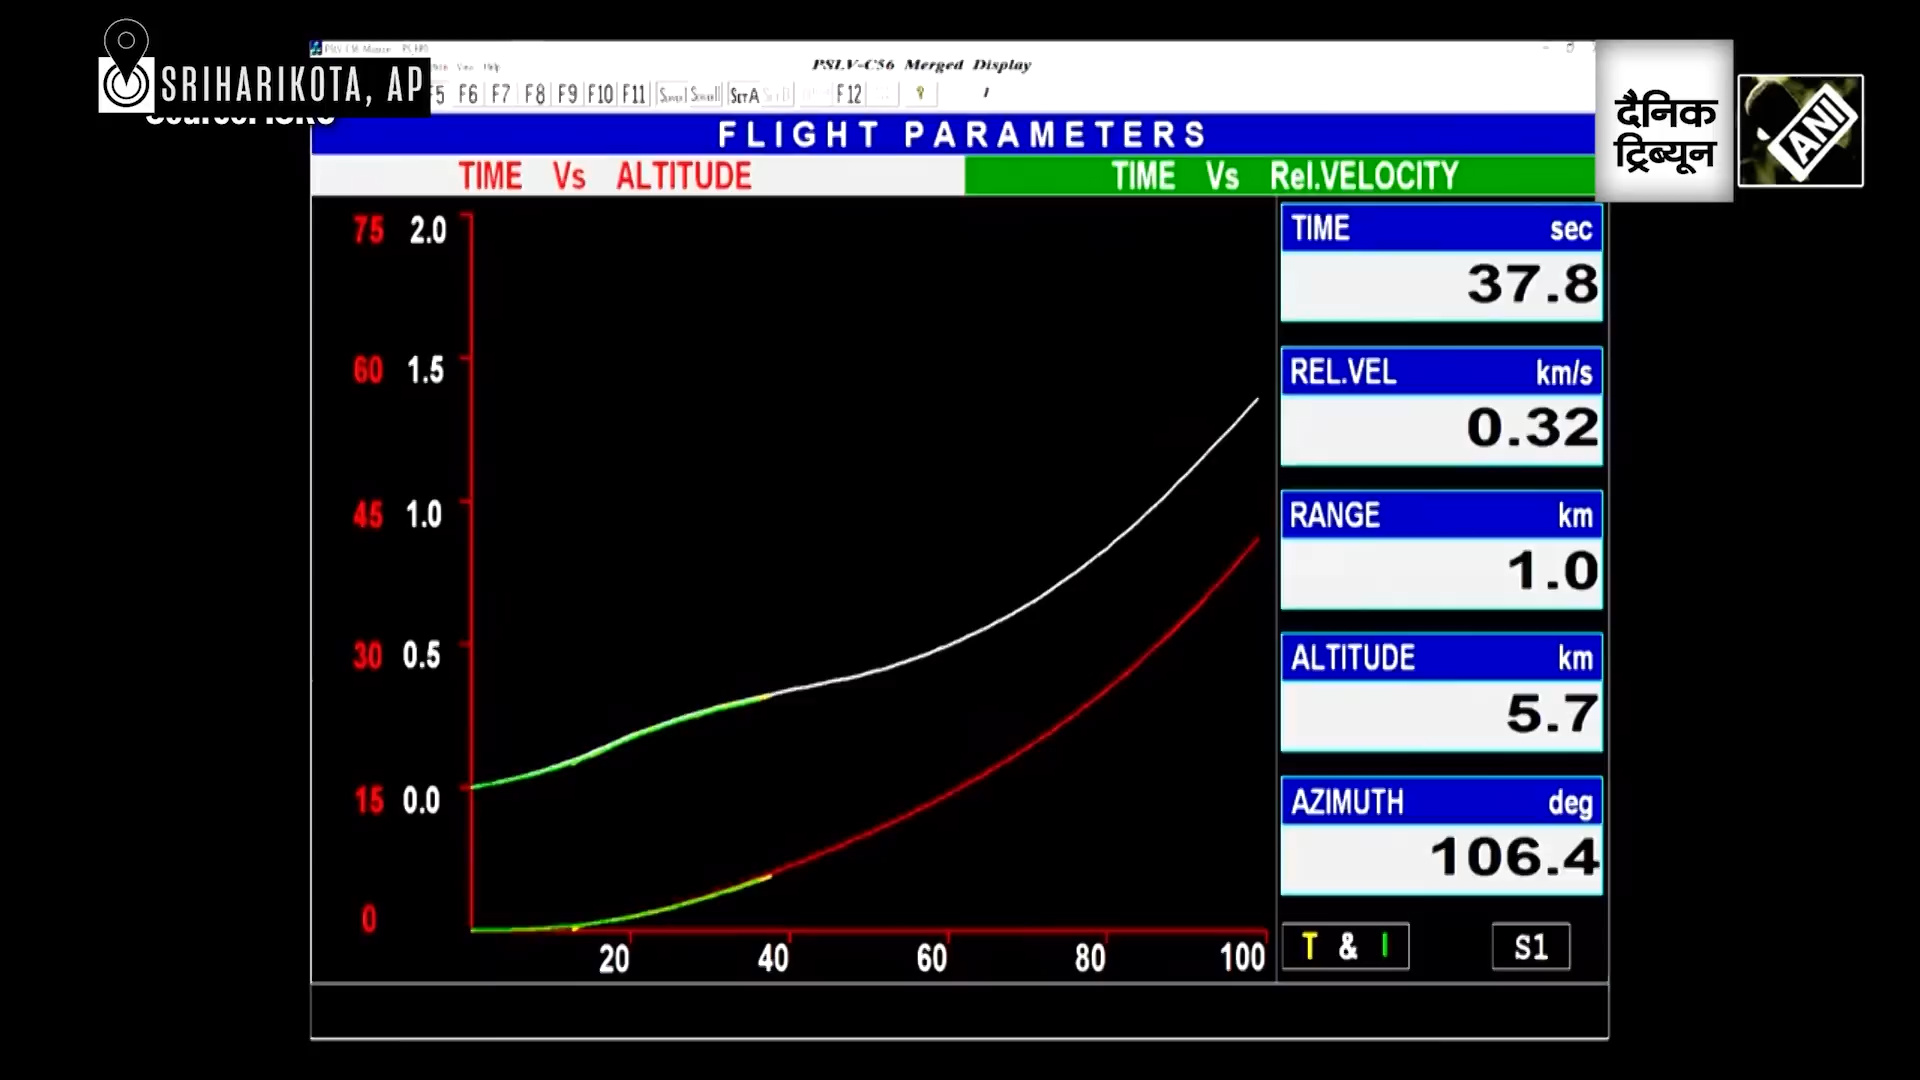 PSLV-C56 Merged Display
SRIHARIKOTA, AP
F6 F7 F8 F9 F10 F11 SETA F12
FLIGHT PARAMETERS
TIME Vs ALTITUDE
TIME Vs Rel.VELOCITY
दैनिक
ट्रिब्यून
ANI
75 2.0
60 1.5
45 1.0
30 0.5
15 0.0
0
20 40 60 80 100
TIME sec
37.8
REL.VEL km/s
0.32
RANGE km
1.0
ALTITUDE km
5.7
AZIMUTH deg
106.4
T & I
S1